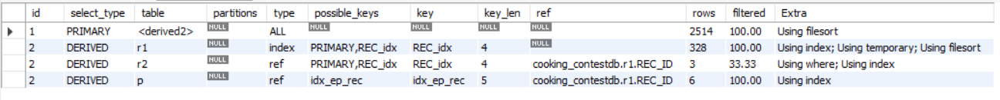 id select_type table partitions type possible_keys key key_len ref rows filtered Extra
1 PRIMARY <derived2> NULL ALL NULL NULL NULL NULL 2514 100.00 Using filesort
2 DERIVED r1 NULL index PRIMARY,REC_idx REC_idx 4 NULL 328 100.00 Using index; Using temporary; Using filesort
2 DERIVED r2 NULL ref PRIMARY,REC_idx REC_idx 4 cooking_contestdb.r1.REC_ID 3 33.33 Using where; Using index
2 DERIVED p NULL ref idx_ep_rec idx_ep_rec 5 cooking_contestdb.r1.REC_ID 6 100.00 Using index